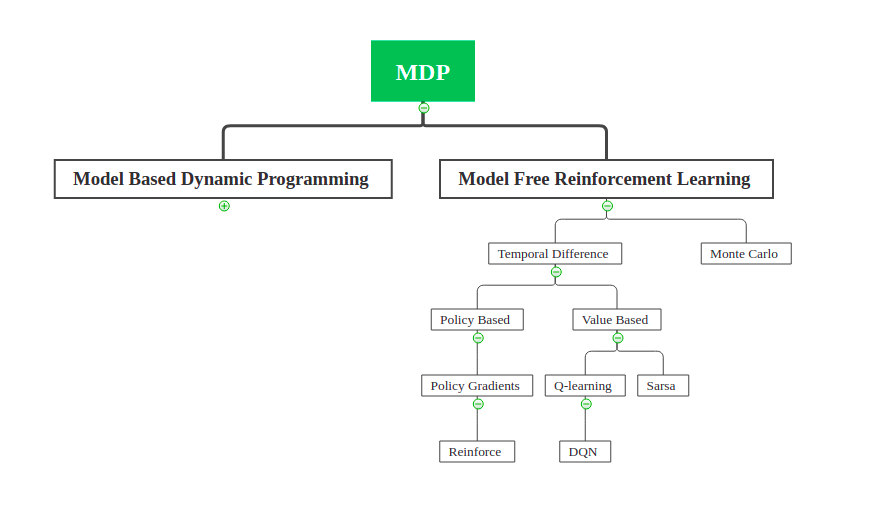 MDP
Model Based Dynamic Programming
Model Free Reinforcement Learning
Temporal Difference
Monte Carlo
Policy Based
Value Based
Policy Gradients
Q-learning
Sarsa
Reinforce
DQN